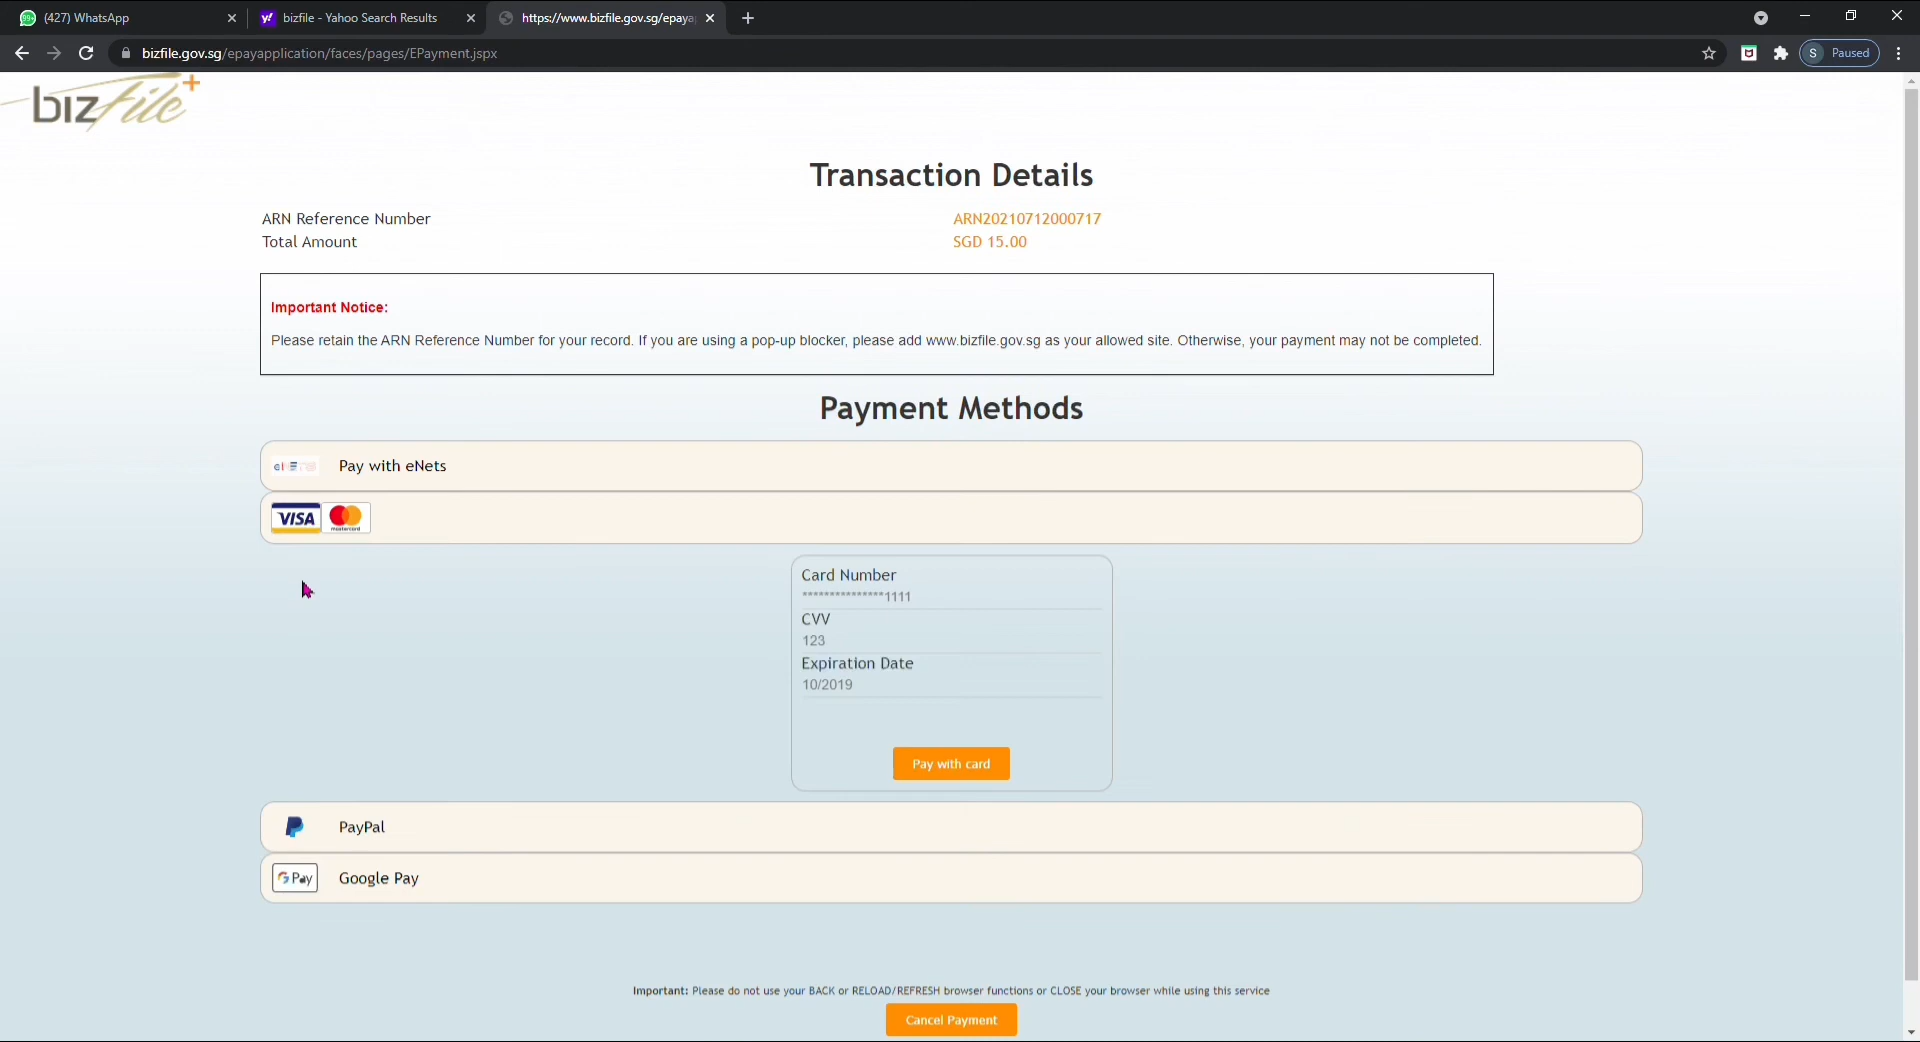 (427) WhatsApp
bizfile - Yahoo Search Results
https://www.bizfile.gov.sg/epaya
bizfile.gov.sg/epayapplication/faces/pages/EPayment.jspx
S Paused
bizfile+
Transaction Details
ARN Reference Number ARN20210712000717
Total Amount SGD 15.00
Important Notice:
Please retain the ARN Reference Number for your record. If you are using a pop-up blocker, please add www.bizfile.gov.sg as your allowed site. Otherwise, your payment may not be completed.
Payment Methods
eNETS Pay with eNets
VISA mastercard
Card Number
***************1111
CVV
123
Expiration Date
10/2019
Pay with card
PayPal
G Pay Google Pay
Important: Please do not use your BACK or RELOAD/REFRESH browser functions or CLOSE your browser while using this service
Cancel Payment